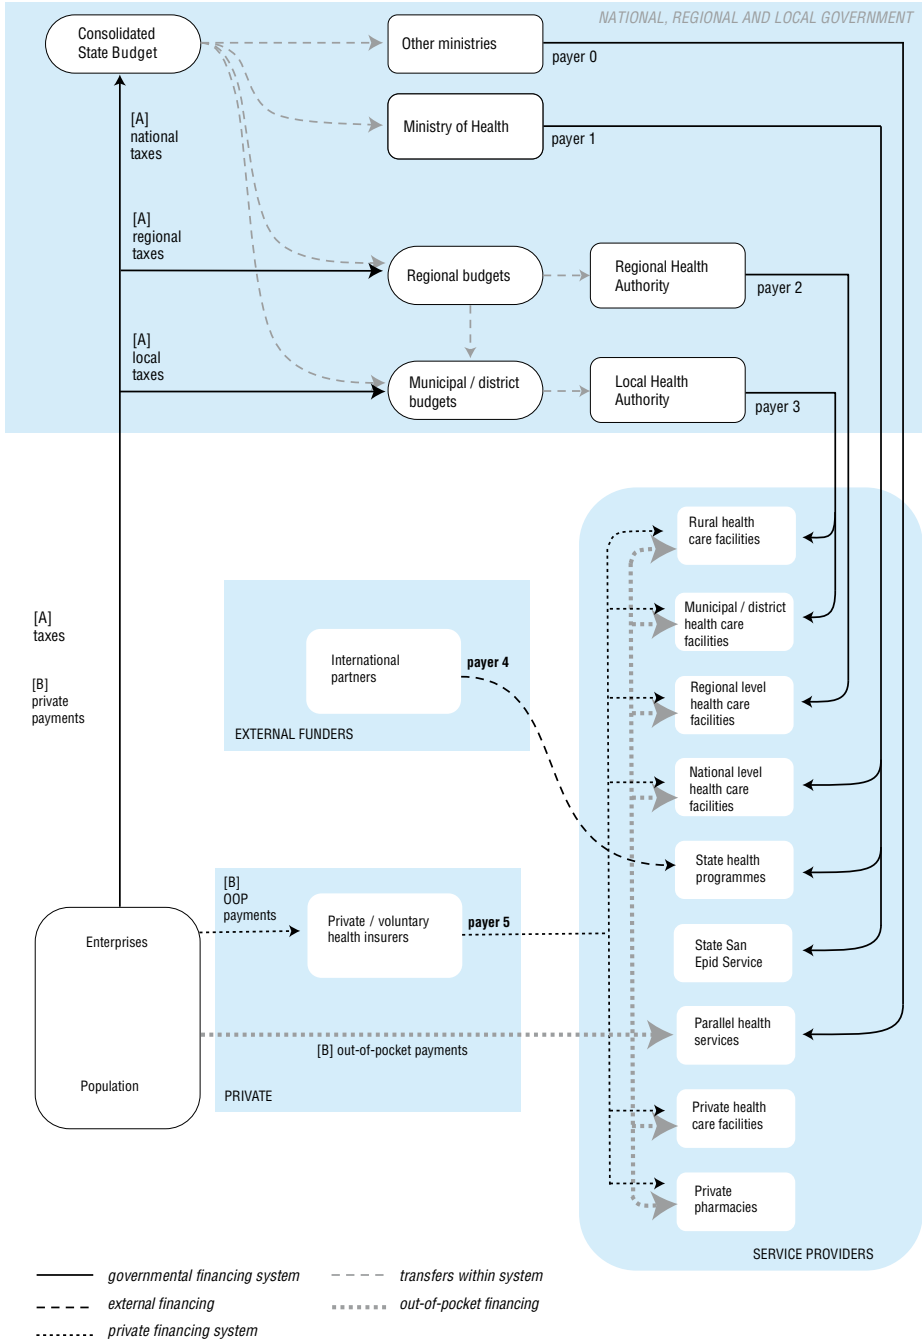 NATIONAL, REGIONAL AND LOCAL GOVERNMENT
Consolidated
State Budget
Other ministries
payer 0
Ministry of Health
payer 1
[A]
national
taxes
[A]
regional
taxes
Regional budgets
Regional Health
Authority
payer 2
[A]
local
taxes
Municipal / district
budgets
Local Health
Authority
payer 3
[A]
taxes
[B]
private
payments
International
partners
payer 4
EXTERNAL FUNDERS
[B]
OOP
payments
Private / voluntary
health insurers
payer 5
Enterprises
Population
[B] out-of-pocket payments
PRIVATE
Rural health
care facilities
Municipal / district
health care
facilities
Regional level
health care
facilities
National level
health care
facilities
State health
programmes
State San
Epid Service
Parallel health
services
Private health
care facilities
Private
pharmacies
SERVICE PROVIDERS
governmental financing system
transfers within system
external financing
out-of-pocket financing
private financing system